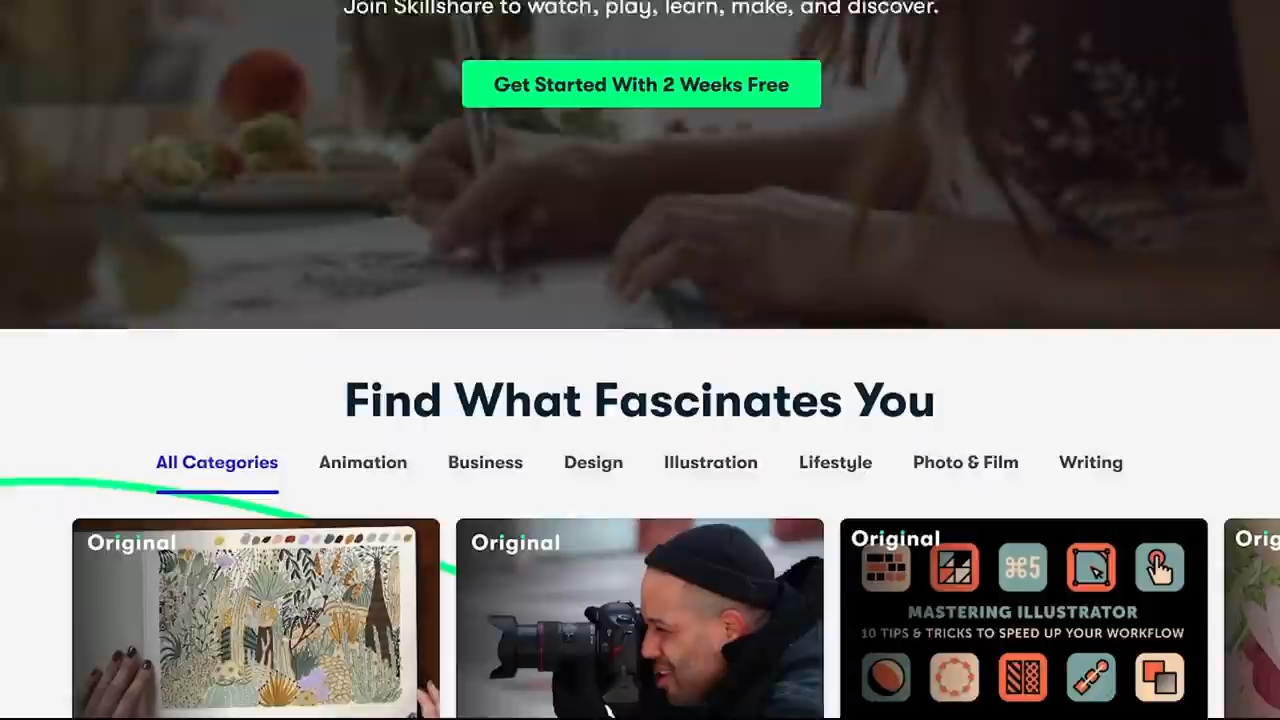 Join Skillshare to watch, play, learn, make, and discover.
Get Started With 2 Weeks Free
Find What Fascinates You
All Categories Animation Business Design Illustration Lifestyle Photo & Film Writing
Original Original Original Orig
⌘5
MASTERING ILLUSTRATOR
10 TIPS & TRICKS TO SPEED UP YOUR WORKFLOW